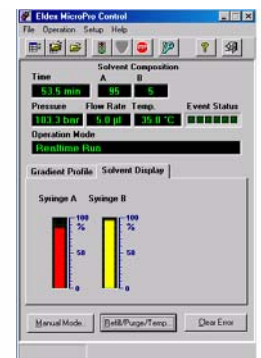 Eldex MicroPro Control
File Operation Setup Help
Solvent Composition
Time A B
53.5 min 95 5
Pressure Flow Rate Temp. Event Status
103.3 bar 5.0 µl 35.0 °C
Operation Mode
Realtime Run
Gradient Profile Solvent Display
Syringe A Syringe B
100 100
% %
50 50
0 0
Manual Mode... Refill/Purge/Temp... Clear Error